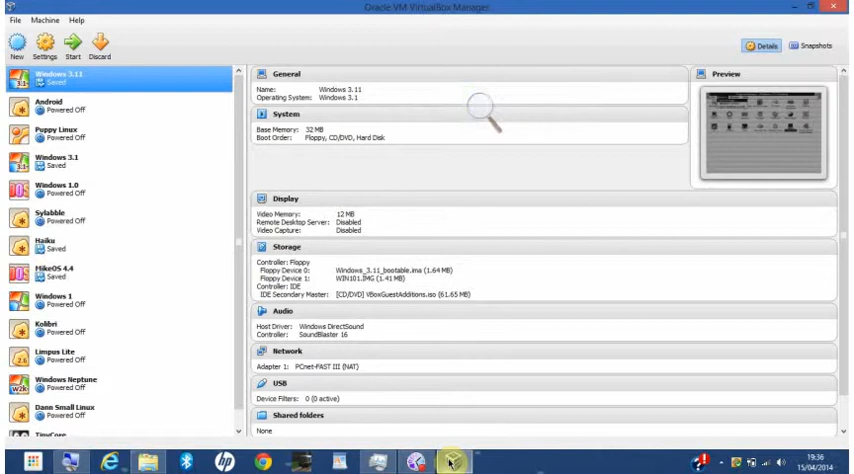 Oracle VM VirtualBox Manager
File Machine Help
New Settings Start Discard
Details Snapshots
Windows 3.11
Saved
Android
Powered Off
Puppy Linux
Powered Off
Windows 3.1
Saved
Windows 1.0
Powered Off
Sylabble
Powered Off
Haiku
Saved
MikeOS 4.4
Saved
Windows 1
Powered Off
Kolibri
Powered Off
Limpus Lite
Powered Off
Windows Neptune
Powered Off
Damn Small Linux
Powered Off
TinyCore
General
Name: Windows 3.11
Operating System: Windows 3.1
System
Base Memory: 32 MB
Boot Order: Floppy, CD/DVD, Hard Disk
Preview
Display
Video Memory: 12 MB
Remote Desktop Server: Disabled
Video Capture: Disabled
Storage
Controller: Floppy
Floppy Device 0: Windows_3.11_bootable.ima (1.64 MB)
Floppy Device 1: WIN101.IMG (1.41 MB)
Controller: IDE
IDE Secondary Master: [CD/DVD] VBoxGuestAdditions.iso (61.65 MB)
Audio
Host Driver: Windows DirectSound
Controller: SoundBlaster 16
Network
Adapter 1: PCnet-FAST III (NAT)
USB
Device Filters: 0 (0 active)
Shared folders
None
19:36
15/04/2014